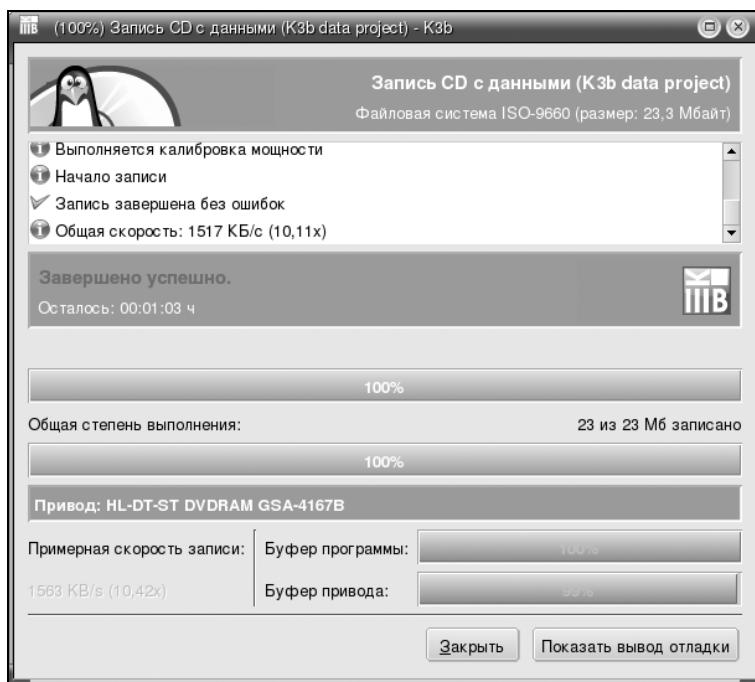 (100%) Запись CD с данными (K3b data project) - K3b
Запись CD с данными (K3b data project)
Файловая система ISO-9660 (размер: 23,3 Мбайт)
Выполняется калибровка мощности
Начало записи
Запись завершена без ошибок
Общая скорость: 1517 КБ/с (10,11x)
Завершено успешно.
Осталось: 00:01:03 ч
100%
Общая степень выполнения: 23 из 23 Мб записано
100%
Привод: HL-DT-ST DVDRAM GSA-4167B
Примерная скорость записи: Буфер программы: 100%
1563 KB/s (10,42x) Буфер привода: 99%
Закрыть Показать вывод отладки